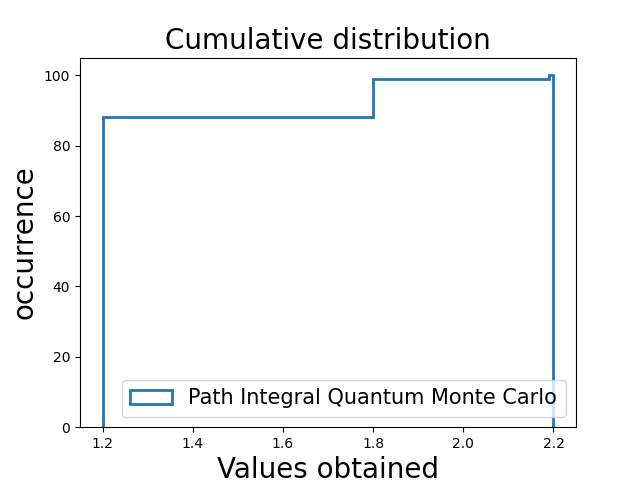 Cumulative distribution
100
80
60
40
20
0
occurrence
Path Integral Quantum Monte Carlo
1.2 1.4 1.6 1.8 2.0 2.2
Values obtained